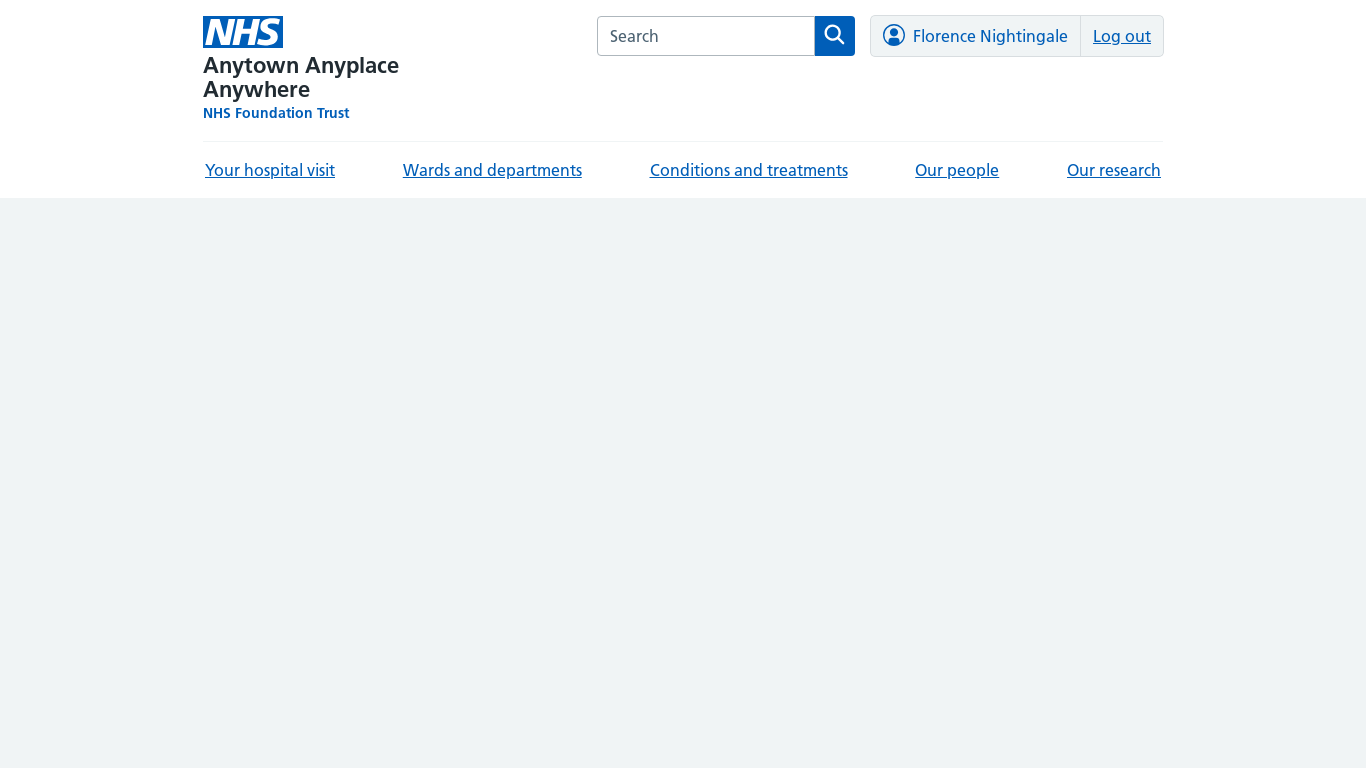 NHS
Anytown Anyplace
Anywhere
NHS Foundation Trust
Search
Florence Nightingale
Log out
Your hospital visit
Wards and departments
Conditions and treatments
Our people
Our research